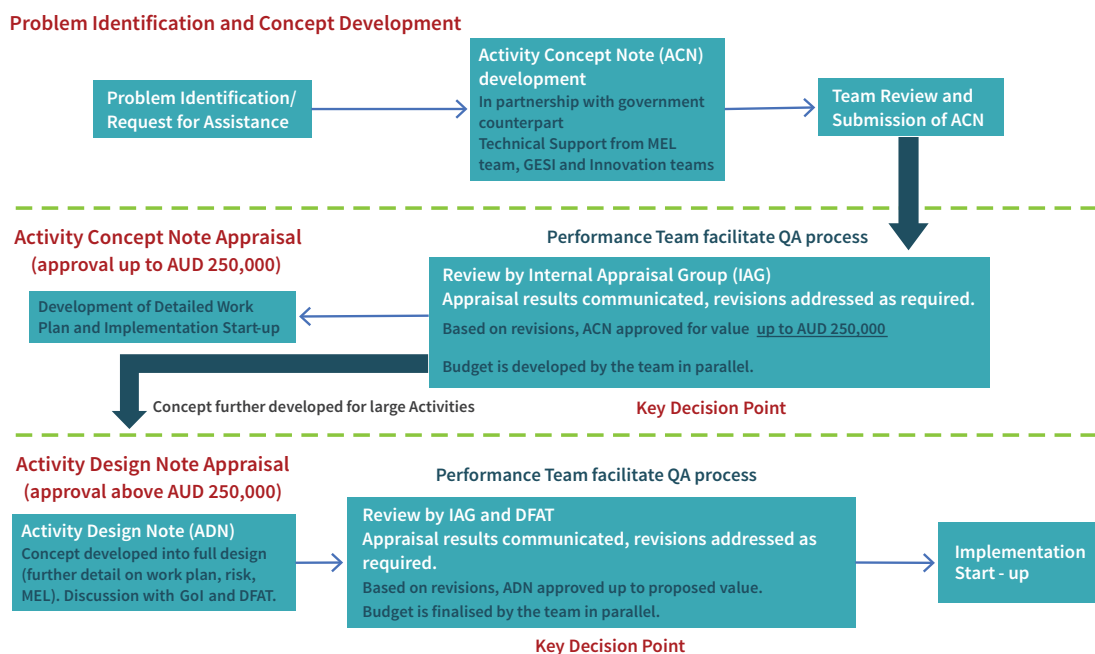 Problem Identification and Concept Development
Problem Identification/
Request for Assistance
Activity Concept Note (ACN)
development
In partnership with government
counterpart
Technical Support from MEL
team, GESI and Innovation teams
Team Review and
Submission of ACN
Activity Concept Note Appraisal
(approval up to AUD 250,000)
Performance Team facilitate QA process
Review by Internal Appraisal Group (IAG)
Appraisal results communicated, revisions addressed as required.
Based on revisions, ACN approved for value up to AUD 250,000
Budget is developed by the team in parallel.
Development of Detailed Work
Plan and Implementation Start-up
Concept further developed for large Activities
Key Decision Point
Activity Design Note Appraisal
(approval above AUD 250,000)
Performance Team facilitate QA process
Activity Design Note (ADN)
Concept developed into full design
(further detail on work plan, risk,
MEL). Discussion with GoI and DFAT.
Review by IAG and DFAT
Appraisal results communicated, revisions addressed as
required.
Based on revisions, ADN approved up to proposed value.
Budget is finalised by the team in parallel.
Implementation
Start - up
Key Decision Point